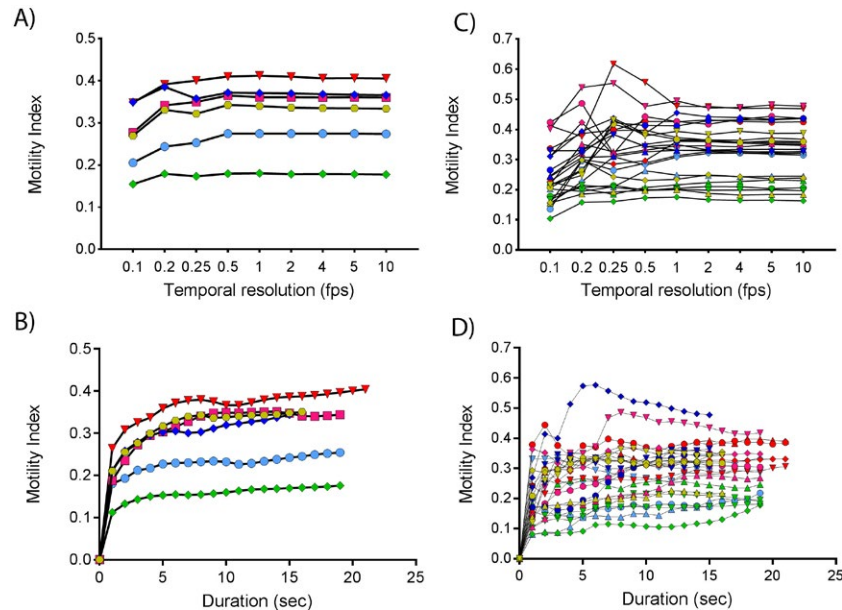 A)
Motility Index
0.5
0.4
0.3
0.2
0.1
0.0
0.1 0.2 0.25 0.5 1 2 4 5 10
Temporal resolution (fps)
C)
Motility Index
0.7
0.6
0.5
0.4
0.3
0.2
0.1
0.0
0.1 0.2 0.25 0.5 1 2 4 5 10
Temporal resolution (fps)
B)
Motility Index
0.5
0.4
0.3
0.2
0.1
0.0
0 5 10 15 20 25
Duration (sec)
D)
Motility Index
0.7
0.6
0.5
0.4
0.3
0.2
0.1
0.0
0 5 10 15 20 25
Duration (sec)